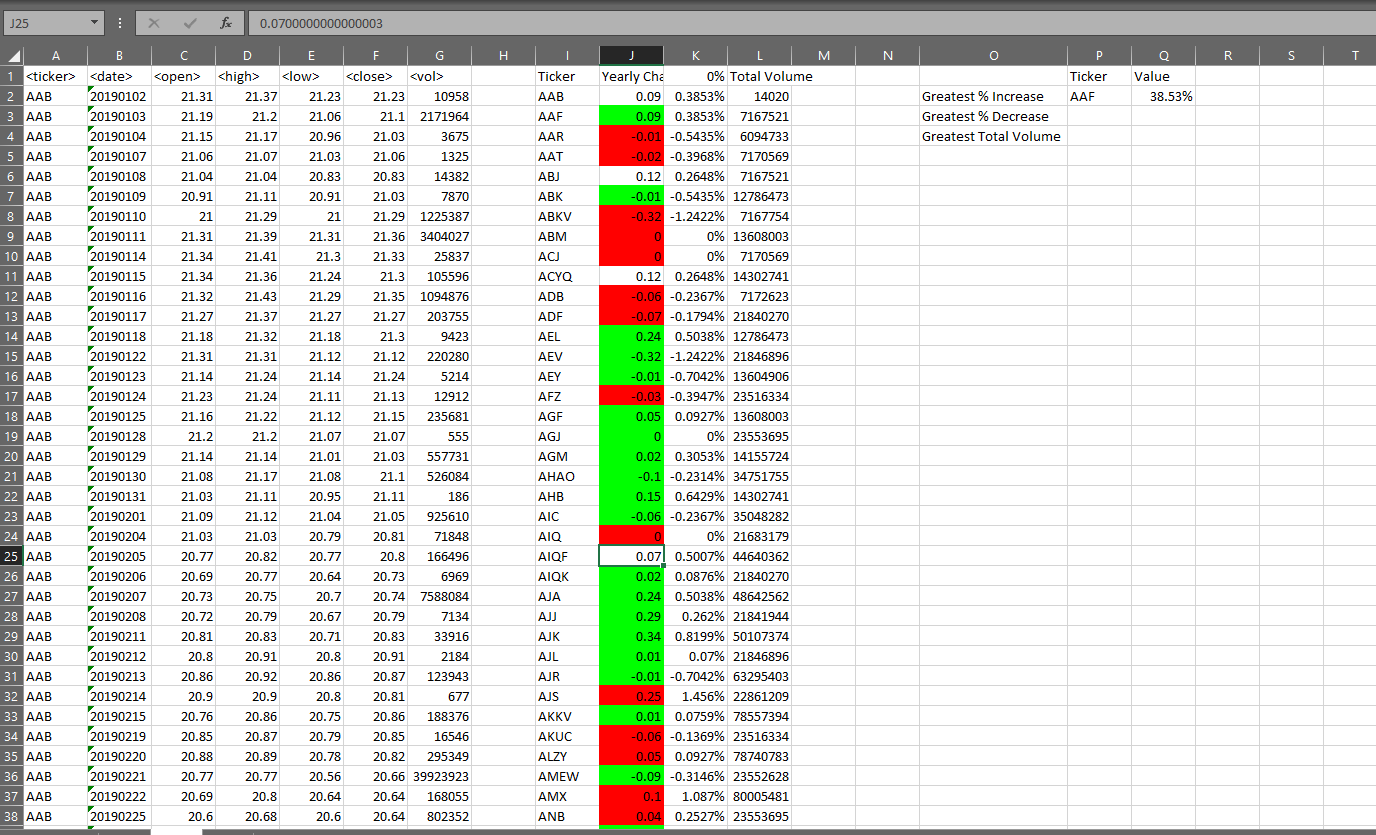 J25 fx 0.0700000000000003
A B C D E F G H I J K L M N O P Q R S T
1 <ticker> <date> <open> <high> <low> <close> <vol> Ticker Yearly Cha 0% Total Volume Ticker Value
2 AAB 20190102 21.31 21.37 21.23 21.23 10958 AAB 0.09 0.3853% 14020 Greatest % Increase AAF 38.53%
3 AAB 20190103 21.19 21.2 21.06 21.1 2171964 AAF 0.09 0.3853% 7167521 Greatest % Decrease
4 AAB 20190104 21.15 21.17 20.96 21.03 3675 AAR -0.01 -0.5435% 6094733 Greatest Total Volume
5 AAB 20190107 21.06 21.07 21.03 21.06 1325 AAT -0.02 -0.3968% 7170569
6 AAB 20190108 21.04 21.04 20.83 20.83 14382 ABJ 0.12 0.2648% 7167521
7 AAB 20190109 20.91 21.11 20.91 21.03 7870 ABK -0.01 -0.5435% 12786473
8 AAB 20190110 21 21.29 21 21.29 1225387 ABKV -0.32 -1.2422% 7167754
9 AAB 20190111 21.31 21.39 21.31 21.36 3404027 ABM 0 0% 13608003
10 AAB 20190114 21.34 21.41 21.3 21.33 25837 ACJ 0 0% 7170569
11 AAB 20190115 21.34 21.36 21.24 21.3 105596 ACYQ 0.12 0.2648% 14302741
12 AAB 20190116 21.32 21.43 21.29 21.35 1094876 ADB -0.06 -0.2367% 7172623
13 AAB 20190117 21.27 21.37 21.27 21.27 203755 ADF -0.07 -0.1794% 21840270
14 AAB 20190118 21.18 21.32 21.18 21.3 9423 AEL 0.24 0.5038% 12786473
15 AAB 20190122 21.31 21.31 21.12 21.12 220280 AEV -0.32 -1.2422% 21846896
16 AAB 20190123 21.14 21.24 21.14 21.24 5214 AEY -0.01 -0.7042% 13604906
17 AAB 20190124 21.23 21.24 21.11 21.13 12912 AFZ -0.03 -0.3947% 23516334
18 AAB 20190125 21.16 21.22 21.12 21.15 235681 AGF 0.05 0.0927% 13608003
19 AAB 20190128 21.2 21.2 21.07 21.07 555 AGJ 0 0% 23553695
20 AAB 20190129 21.14 21.14 21.01 21.03 557731 AGM 0.02 0.3053% 14155724
21 AAB 20190130 21.08 21.17 21.08 21.1 526084 AHAO -0.1 -0.2314% 34751755
22 AAB 20190131 21.03 21.11 20.95 21.11 186 AHB 0.15 0.6429% 14302741
23 AAB 20190201 21.09 21.12 21.04 21.05 925610 AIC -0.06 -0.2367% 35048282
24 AAB 20190204 21.03 21.03 20.79 20.81 71848 AIQ 0 0% 21683179
25 AAB 20190205 20.77 20.82 20.77 20.8 166496 AIQF 0.07 0.5007% 44640362
26 AAB 20190206 20.69 20.77 20.64 20.73 6969 AIQK 0.02 0.0876% 21840270
27 AAB 20190207 20.73 20.75 20.7 20.74 7588084 AJA 0.24 0.5038% 48642562
28 AAB 20190208 20.72 20.79 20.67 20.79 7134 AJJ 0.29 0.262% 21841944
29 AAB 20190211 20.81 20.83 20.71 20.83 33916 AJK 0.34 0.8199% 50107374
30 AAB 20190212 20.8 20.91 20.8 20.91 2184 AJL 0.01 0.07% 21846896
31 AAB 20190213 20.86 20.92 20.86 20.87 123943 AJR -0.01 -0.7042% 63295403
32 AAB 20190214 20.9 20.9 20.8 20.81 677 AJS 0.25 1.456% 22861209
33 AAB 20190215 20.76 20.86 20.75 20.86 188376 AKKV 0.01 0.0759% 78557394
34 AAB 20190219 20.85 20.87 20.79 20.85 16546 AKUC -0.06 -0.1369% 23516334
35 AAB 20190220 20.88 20.89 20.78 20.82 295349 ALZY 0.05 0.0927% 78740783
36 AAB 20190221 20.77 20.77 20.56 20.66 39923923 AMEW -0.09 -0.3146% 23552628
37 AAB 20190222 20.69 20.8 20.64 20.64 168055 AMX 0.1 1.087% 80005481
38 AAB 20190225 20.6 20.68 20.6 20.64 802352 ANB 0.04 0.2527% 23553695